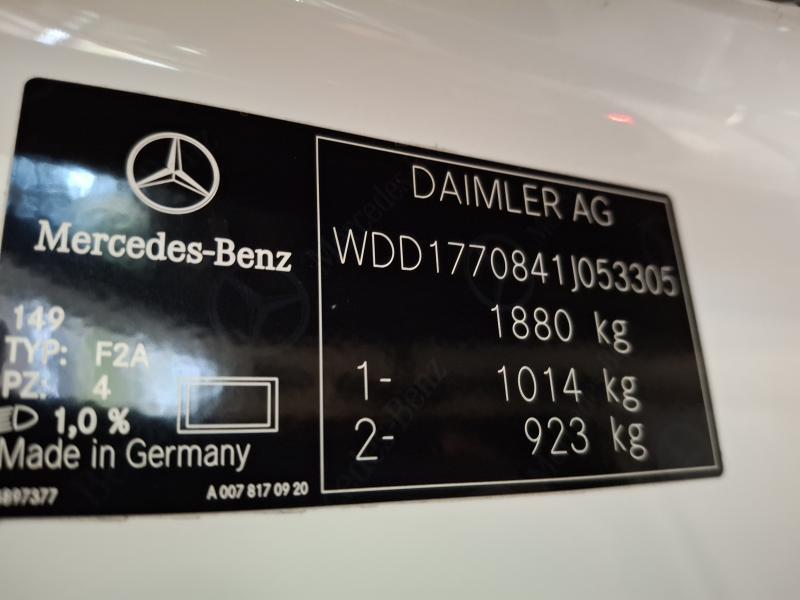 Mercedes-Benz
149
TYP: F2A
PZ: 4
1,0 %
Made in Germany
A 007 817 09 20
DAIMLER AG
WDD1770841J053305
1880 kg
1- 1014 kg
2- 923 kg